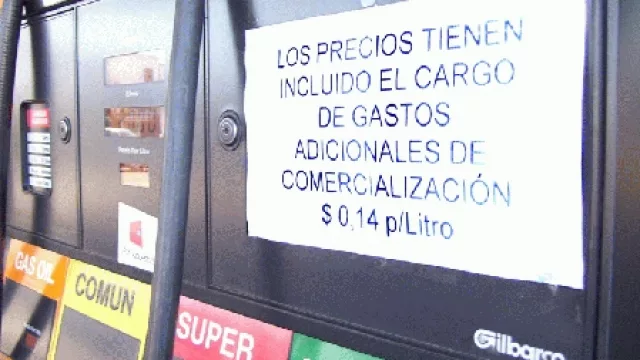 LOS PRECIOS TIENEN
INCLUIDO EL CARGO
DE GASTOS
ADICIONALES DE
COMERCIALIZACIÓN
$ 0,14 p/Litro
GAS OIL
COMUN
SUPER
Gilbarco